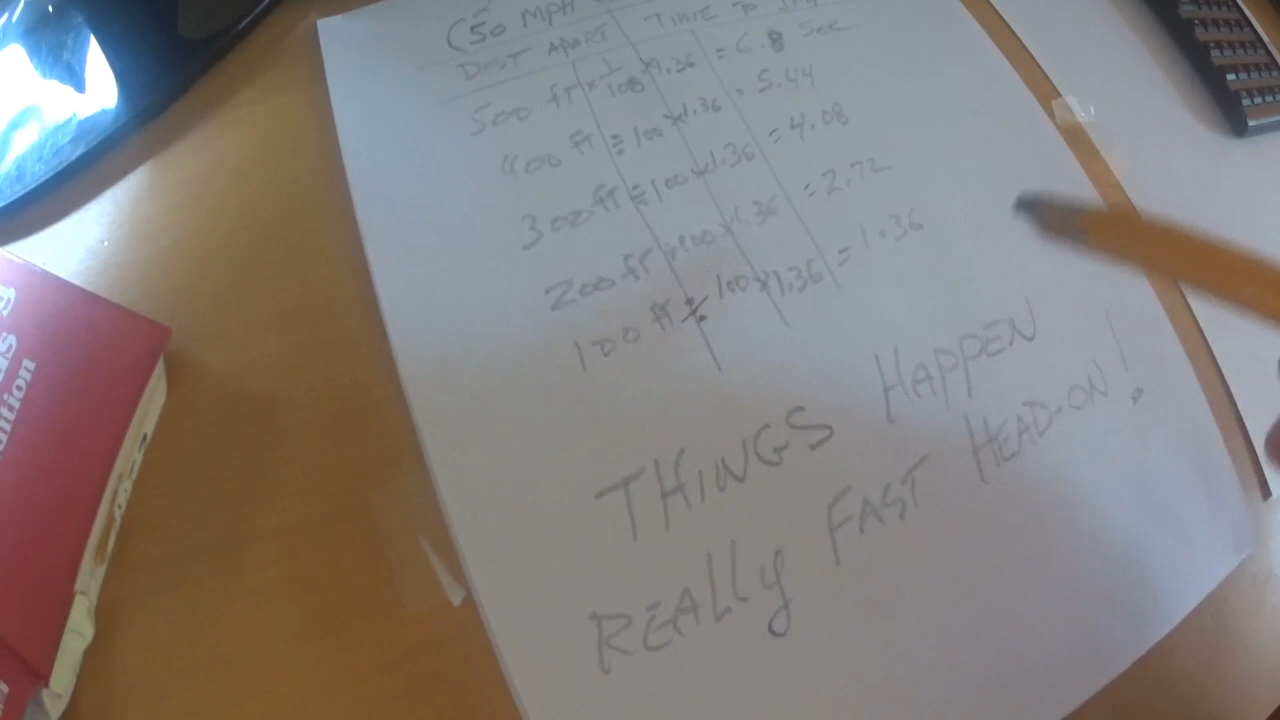 (50 MPH
DIST APART TIME TO
500 ft × 1/100 × 1.36 = 6.8 Sec
400 ft ÷ 100 × 1.36 = 5.44
300 ft ÷ 100 × 1.36 = 4.08
200 ft ÷ 100 × 1.36 = 2.72
100 ft ÷ 100 × 1.36 = 1.36
THINGS HAPPEN
REALLY FAST HEAD-ON!